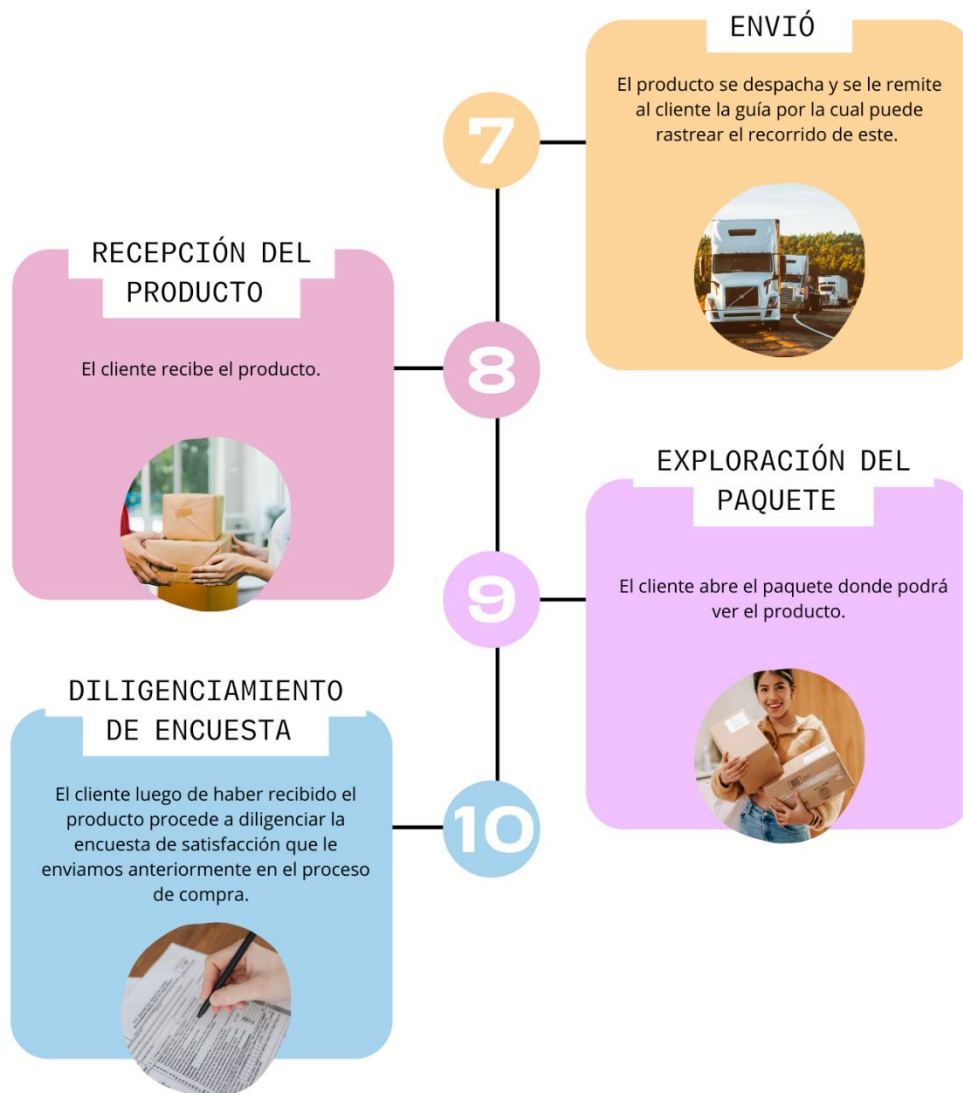 ENVIÓ
El producto se despacha y se le remite
al cliente la guía por la cual puede
rastrear el recorrido de este.
7
RECEPCIÓN DEL
PRODUCTO
El cliente recibe el producto.
8
EXPLORACIÓN DEL
PAQUETE
El cliente abre el paquete donde podrá
ver el producto.
9
DILIGENCIAMIENTO
DE ENCUESTA
El cliente luego de haber recibido el
producto procede a diligenciar la
encuesta de satisfacción que le
enviamos anteriormente en el proceso
de compra.
10